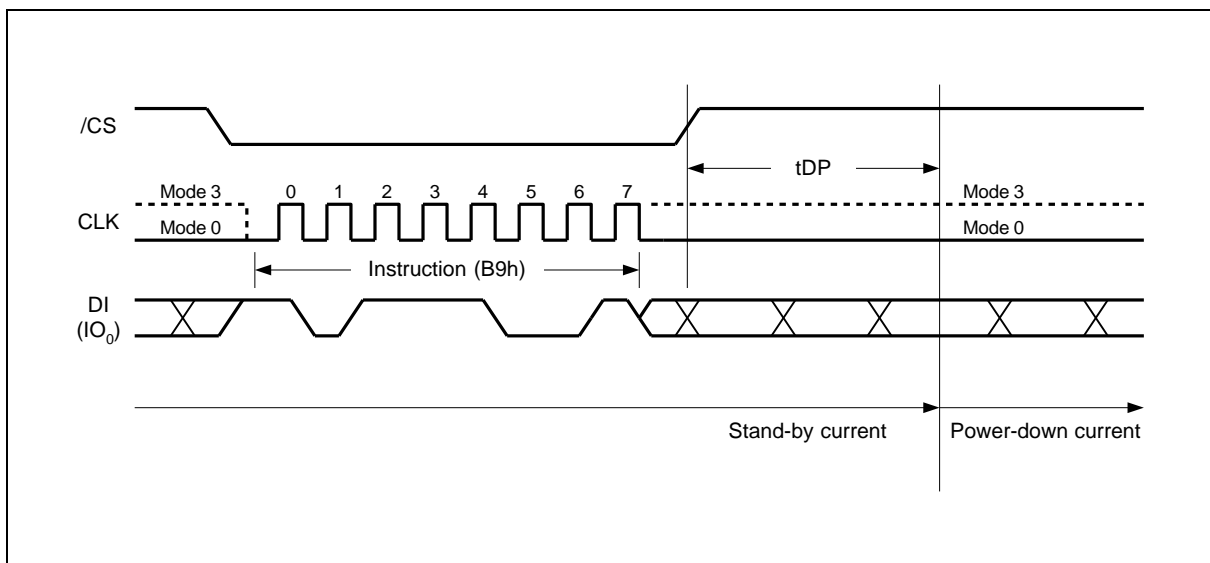 /CS
tDP
Mode 3 0 1 2 3 4 5 6 7 Mode 3
CLK
Mode 0 Mode 0
Instruction (B9h)
DI
(IO0)
Stand-by current Power-down current